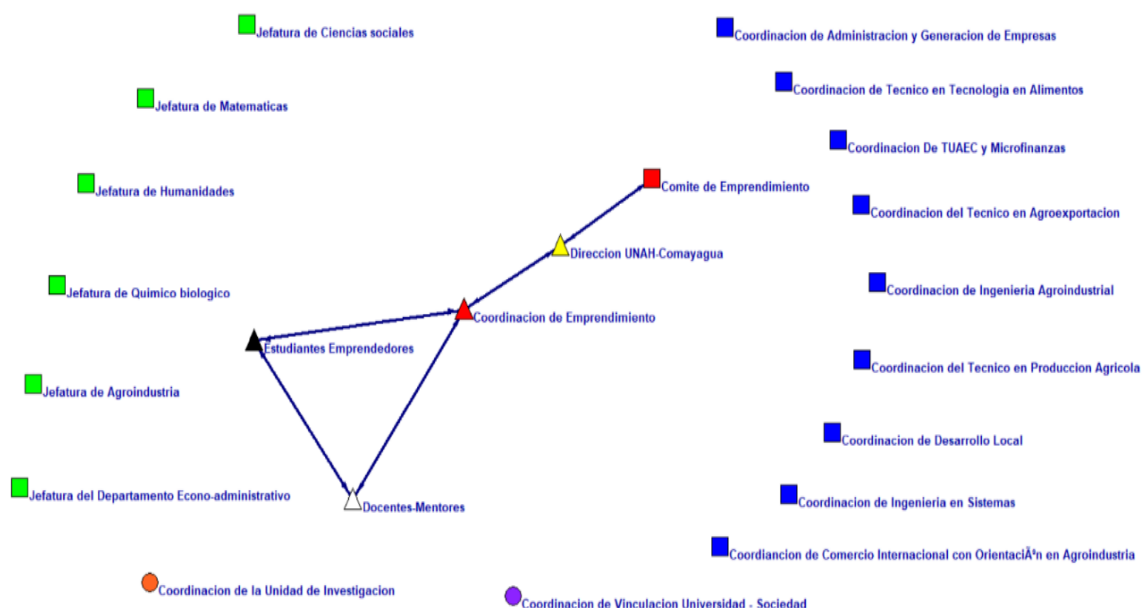 Jefatura de Ciencias sociales
Coordinacion de Administracion y Generacion de Empresas
Coordinacion de Tecnico en Tecnologia en Alimentos
Jefatura de Matematicas
Coordinacion De TUAEC y Microfinanzas
Comite de Emprendimiento
Jefatura de Humanidades
Coordinacion del Tecnico en Agroexportacion
Direccion UNAH-Comayagua
Jefatura de Quimico biologico
Coordinacion de Ingenieria Agroindustrial
Coordinacion de Emprendimiento
Estudiantes Emprendedores
Coordinacion del Tecnico en Produccion Agricola
Jefatura de Agroindustria
Coordinacion de Desarrollo Local
Jefatura del Departamento Econo-administrativo
Coordinacion de Ingenieria en Sistemas
Docentes-Mentores
Coordiancion de Comercio Internacional con OrientaciÃªn en Agroindustria
Coordinacion de la Unidad de Investigacion
Coordinacion de Vinculacion Universidad - Sociedad